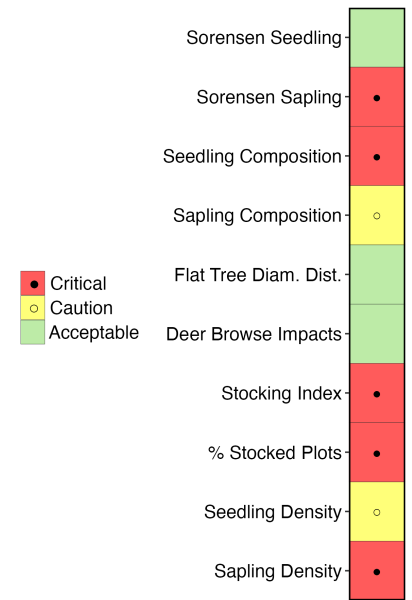 Sorensen Seedling
Sorensen Sapling
Seedling Composition
Sapling Composition
Flat Tree Diam. Dist.
Deer Browse Impacts
Stocking Index
% Stocked Plots
Seedling Density
Sapling Density
Critical
Caution
Acceptable